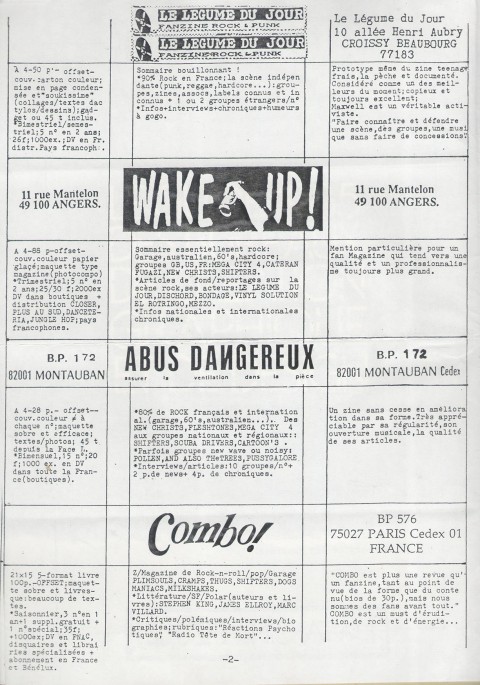 LE LEGUME DU JOUR
FANZINE ROCK & PUNK
LE LEGUME DU JOUR
FANZINE ROCK & PUNK
Le Légume du Jour
10 allée Henri Aubry
CROISSY BEAUBOURG
77183
A 4-50 p°- offset-
couv.carton couleur;
mise en page conden-
sée et"soukissime"
(collages/textes dac
tylos/dessins);gad-
get ou 45 t inclus.
*Bimestriel/semes-
triel;5 n° en 2 ans;
26f;1000ex.;DV en Fr.
distr.Pays francoph.
Sommaire bouillonnant !
*90% Rock en France;la scène indépen
dante(punk,reggae,hardcore...):grou-
pes,zines,assocs,labels connus et in
connus + 1 ou 2 groupes étrangers/n°
*Infos+interviews+chroniques+humeurs
à gogo.
Prototype même du zine teenage
frais,la pêche et documenté.
Considéré comme un des meil-
leurs du moment;copieux et
toujours excellent;
Maxwell est un véritable acti-
viste.
"Faire connaître et défendre
une scène,des groupes,une musi
que sans faire de concessions"
11 rue Mantelon
49 100 ANGERS.
WAKE UP!
11 rue Mantelon
49 100 ANGERS.
A 4-88 p-offset-
couv.couleur papier
glaçé;maquette type
magazine(photocompo)
*Trimestriel;5 n° en
2 ans;25/30 f;2000ex
DV dans boutiques +
distribution CLOSER,
PLUS AU SUD,DANCETE-
RIA,JUNGLE HOP;pays
francophones.
Sommaire essentiellement rock:
Garage,australien,60's,hardcore;
groupes GB,US,FR:MEGA CITY 4,CATERAN
FUGAZI,NEW CHRISTS,SHIFTERS.
*Articles de fond/reportages sur la
scène rock,ses acteurs:LE LEGUME DU
JOUR,DISCHORD,BONDAGE,VINYL SOLUTION
EL ROTRINGO,MEZZO.
*Infos nationales et internationales
chroniques.
Mention particulière pour un
fan Magazine qui tend vers une
qualité et un professionnalis-
me toujours plus grand.
B.P. 172
82001 MONTAUBAN
ABUS DANGEREUX
assurer la ventilation dans la pièce
B.P. 172
82001 MONTAUBAN Cedex
A 4-28 p.- offset--
couv.couleur ≠ à
chaque n°;maquette
sobre et efficace;
textes/photos; 45 t
depuis la Face
*Bimensuel,15 n°;20
f;1000 ex. en DV
dans toute la Fran-
ce(boutiques).
*80% de ROCK français et internation
al.(garage,60's,australien...). Des
NEW CHRISTS,FLESHTONES,MEGA CITY 4
aux groupes nationaux et régionaux::
SHIFTERS,SCUBA DRIVERS,CARTOON'S .
*Parfois groupes new wave ou noisy:
POLLEN,AND ALSO THeTREES,PUSSYGALORE
*Interviews/articles:10 groupes/n°+
2 p.de news+ 4p. de chroniques.
Un zine sans cesse en améliora
tion dans sa forme.Très appré-
ciable par sa régularité,son
ouverture musicale,la qualité
de ses articles.
Combo!
BP 576
75027 PARIS Cedex 01
FRANCE
21x15 5-format livre
100p.-OFFSET;maquet-
te sobre et livres-
que;beaucoup de tex-
tes.
*Saisonnier,3 n°en 1
an+1 suppl.gratuit +
1 n°spécial;35f;
+1000ex;DV en FNAC,
disquaires et librai
ries spécialisées +
abonnement en France
et Bénélux.
Z/Magazine de Rock-n-roll/pop/Garage
PLIMSOULS,CRAMPS,THUGS,SHIFTERS,DOGS
MANIACS,MILKSHAKES.
*Littérature/SF/Polar(auteurs et li-
vres):STEPHEN KING,JAMES ELLROY,MARC
VILLARD.
*Critiques/polémiques/interviews/bio
graphies;rubriques:"Réactions Psycho
tiques", "Radio Tête de Mort"...
"COMBO est plus une revue qu'
un fanzine,tant au point de
vue de la forme que du conte
nu(bios de 30p.),mais nous
sommes des fans avant tout."
COMBO est un must d'érudi-
tion,de rock et d'énergie...
-2-